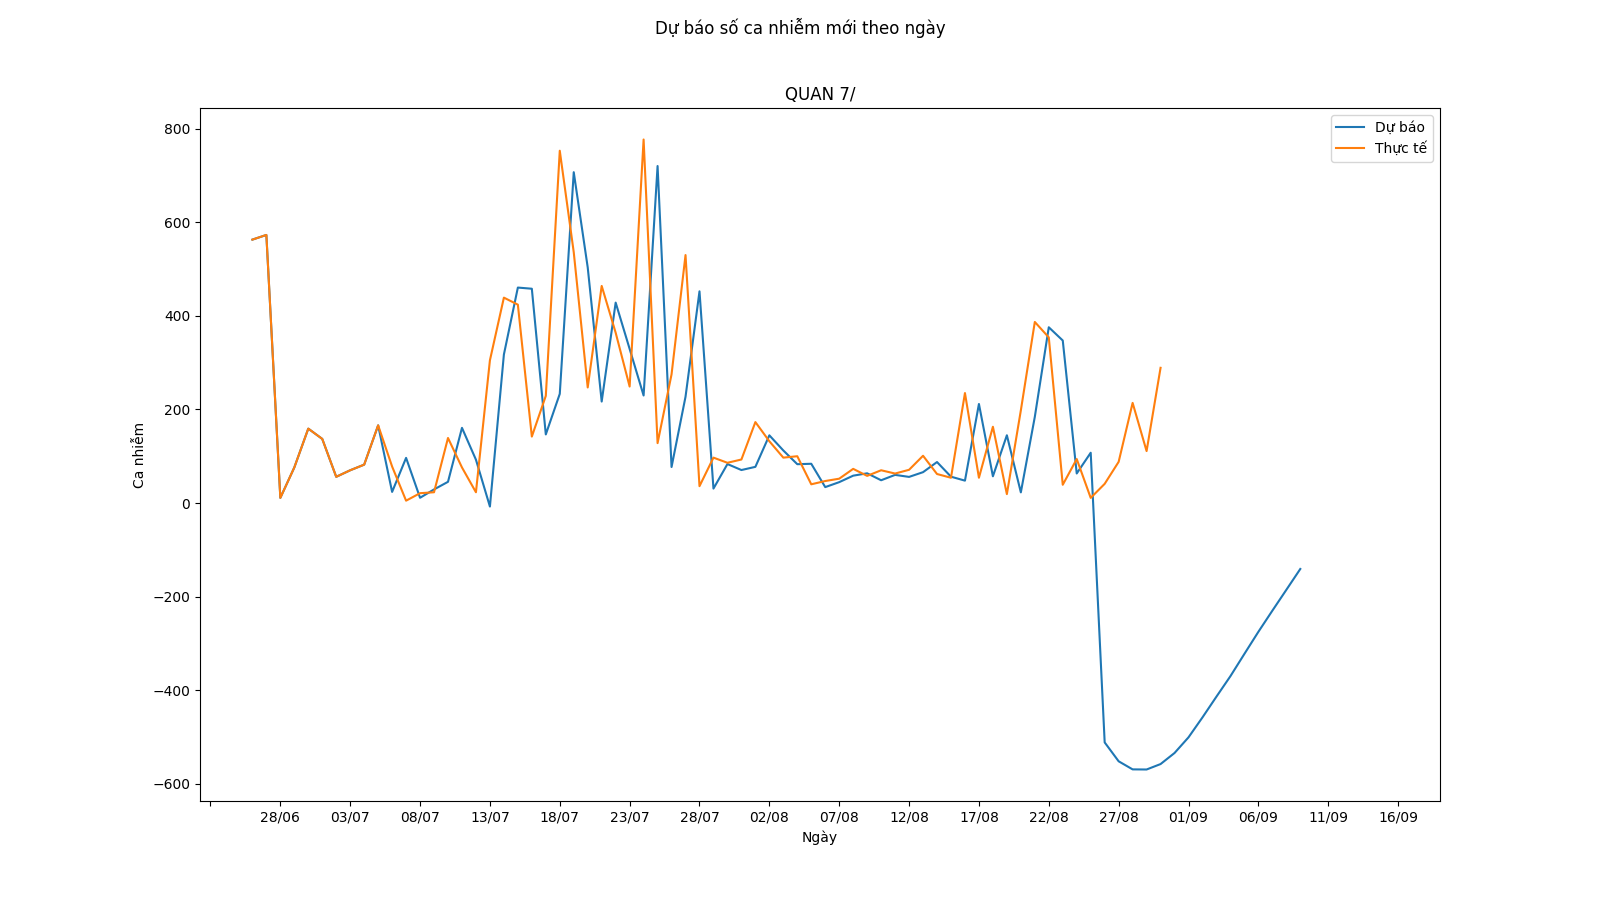 Dự báo số ca nhiễm mới theo ngày
QUAN 7/
Dự báo
Thực tế
800
600
400
200
0
−200
−400
−600
Ca nhiễm
28/06 03/07 08/07 13/07 18/07 23/07 28/07 02/08 07/08 12/08 17/08 22/08 27/08 01/09 06/09 11/09 16/09
Ngày